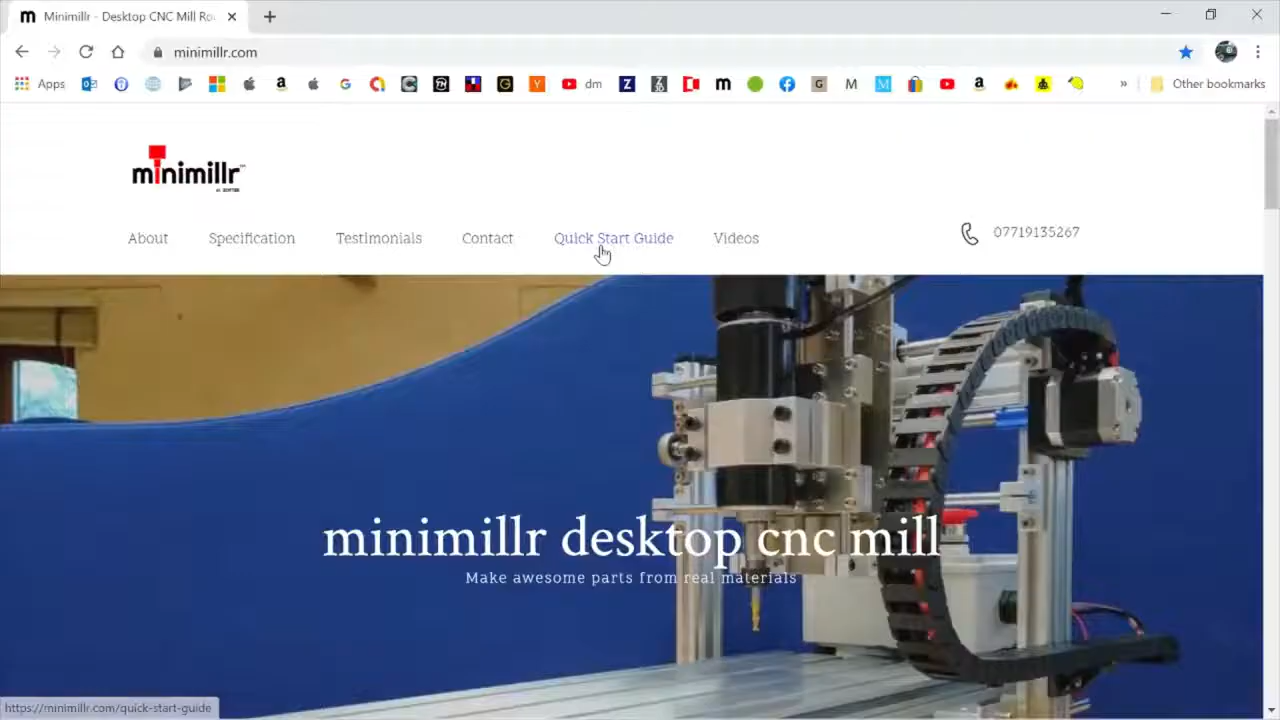 Minimillr - Desktop CNC Mill Ro
minimillr.com
Apps
dm
Other bookmarks
minimillr
About
Specification
Testimonials
Contact
Quick Start Guide
Videos
07719135267
minimillr desktop cnc mill
Make awesome parts from real materials
https://minimillr.com/quick-start-guide